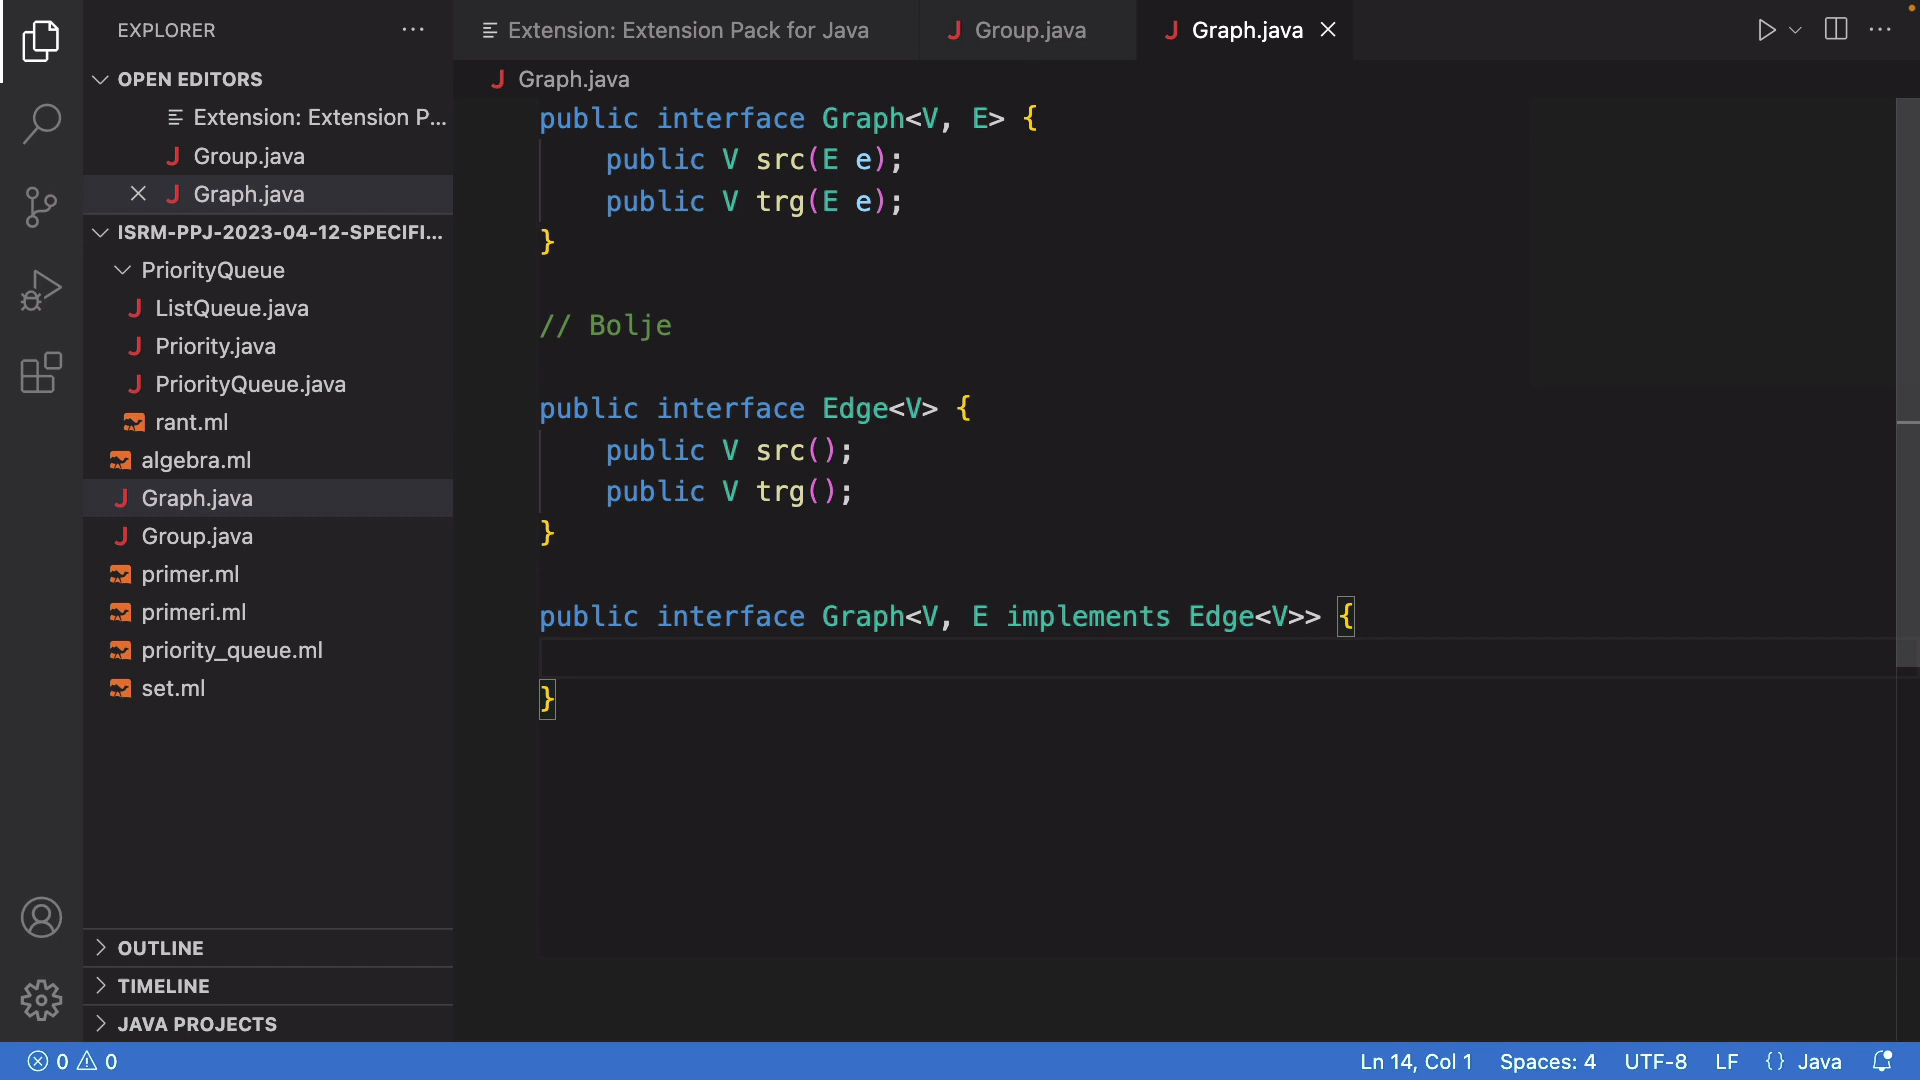 EXPLORER
OPEN EDITORS
Extension: Extension P...
Group.java
Graph.java
ISRM-PPJ-2023-04-12-SPECIFI...
PriorityQueue
ListQueue.java
Priority.java
PriorityQueue.java
rant.ml
algebra.ml
Graph.java
Group.java
primer.ml
primeri.ml
priority_queue.ml
set.ml
OUTLINE
TIMELINE
JAVA PROJECTS
Extension: Extension Pack for Java
Group.java
Graph.java
Graph.java
public interface Graph<V, E> {
public V src(E e);
public V trg(E e);
}
// Bolje
public interface Edge<V> {
public V src();
public V trg();
}
public interface Graph<V, E implements Edge<V>> {
}
0 0
Ln 14, Col 1 Spaces: 4 UTF-8 LF {} Java